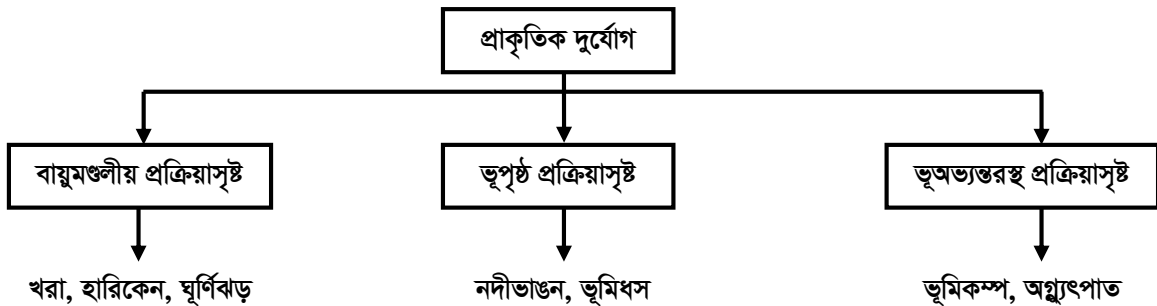 প্রাকৃতিক দুর্যোগ
বায়ুমণ্ডলীয় প্রক্রিয়াসৃষ্ট
ভূপৃষ্ঠ প্রক্রিয়াসৃষ্ট
ভূঅভ্যন্তরস্থ প্রক্রিয়াসৃষ্ট
খরা, হারিকেন, ঘূর্ণিঝড়
নদীভাঙন, ভূমিধস
ভূমিকম্প, অগ্ন্যুৎপাত